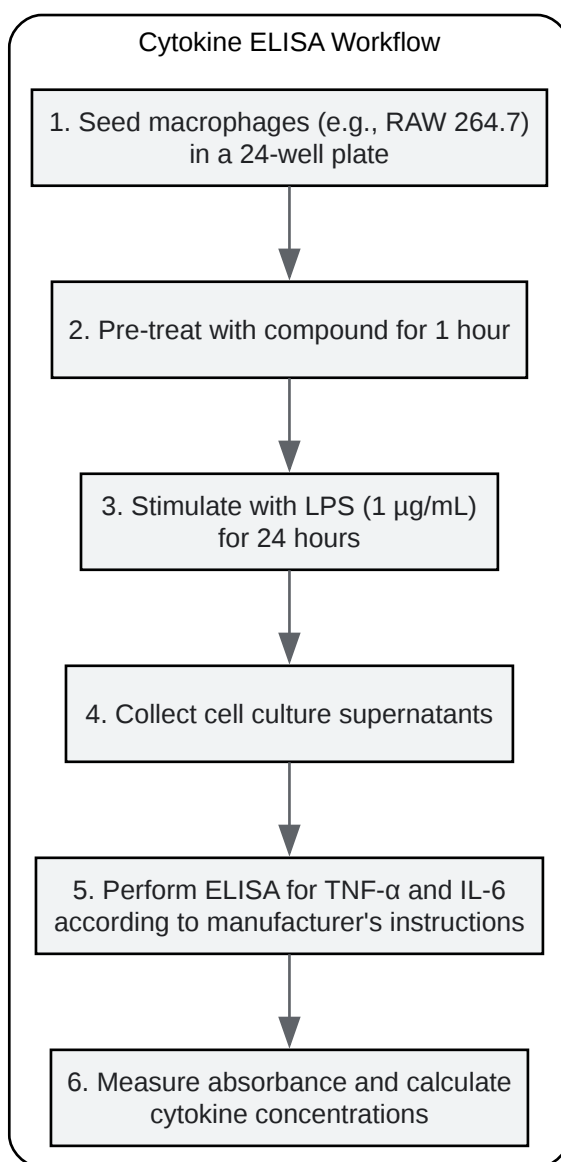 Cytokine ELISA Workflow
1. Seed macrophages (e.g., RAW 264.7)
in a 24-well plate
2. Pre-treat with compound for 1 hour
3. Stimulate with LPS (1 µg/mL)
for 24 hours
4. Collect cell culture supernatants
5. Perform ELISA for TNF-α and IL-6
according to manufacturer's instructions
6. Measure absorbance and calculate
cytokine concentrations